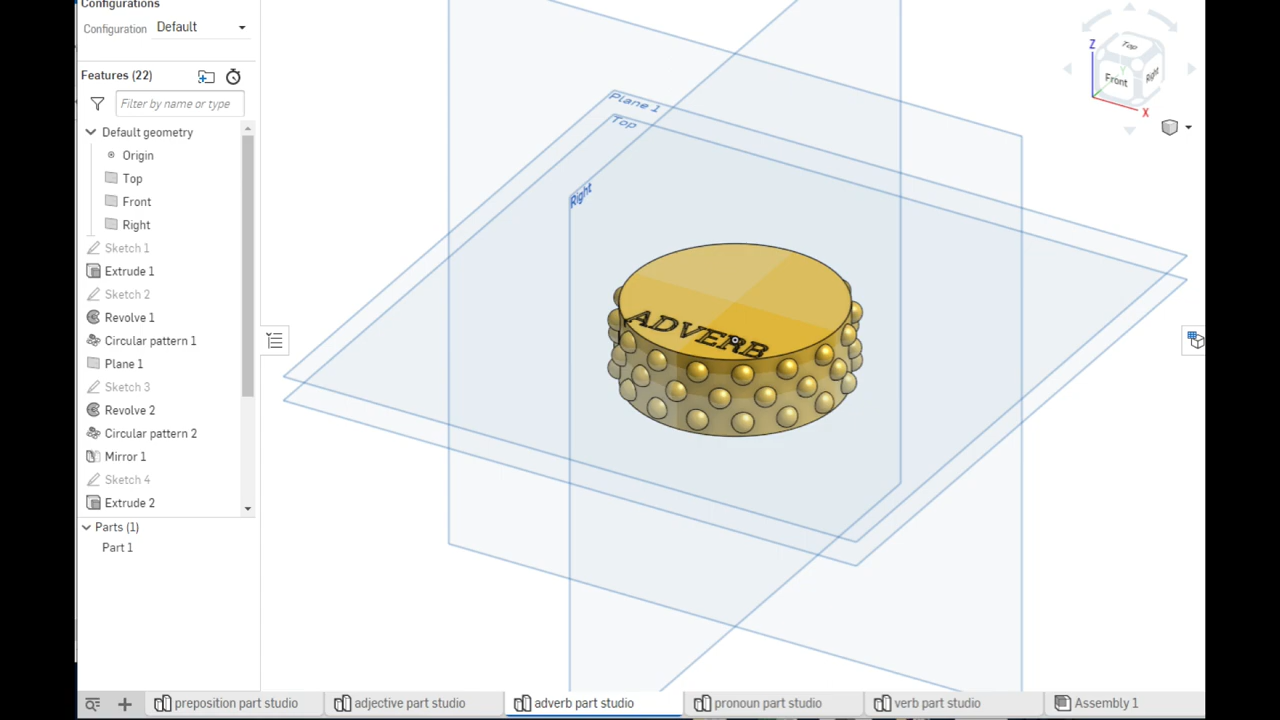 Configurations
Configuration Default
Features (22)
Filter by name or type
Default geometry
Origin
Top
Front
Right
Sketch 1
Extrude 1
Sketch 2
Revolve 1
Circular pattern 1
Plane 1
Sketch 3
Revolve 2
Circular pattern 2
Mirror 1
Sketch 4
Extrude 2
Parts (1)
Part 1
Plane 1
Top
Right
ADVERB
Z
Top
Y
Front
Right
X
preposition part studio
adjective part studio
adverb part studio
pronoun part studio
verb part studio
Assembly 1